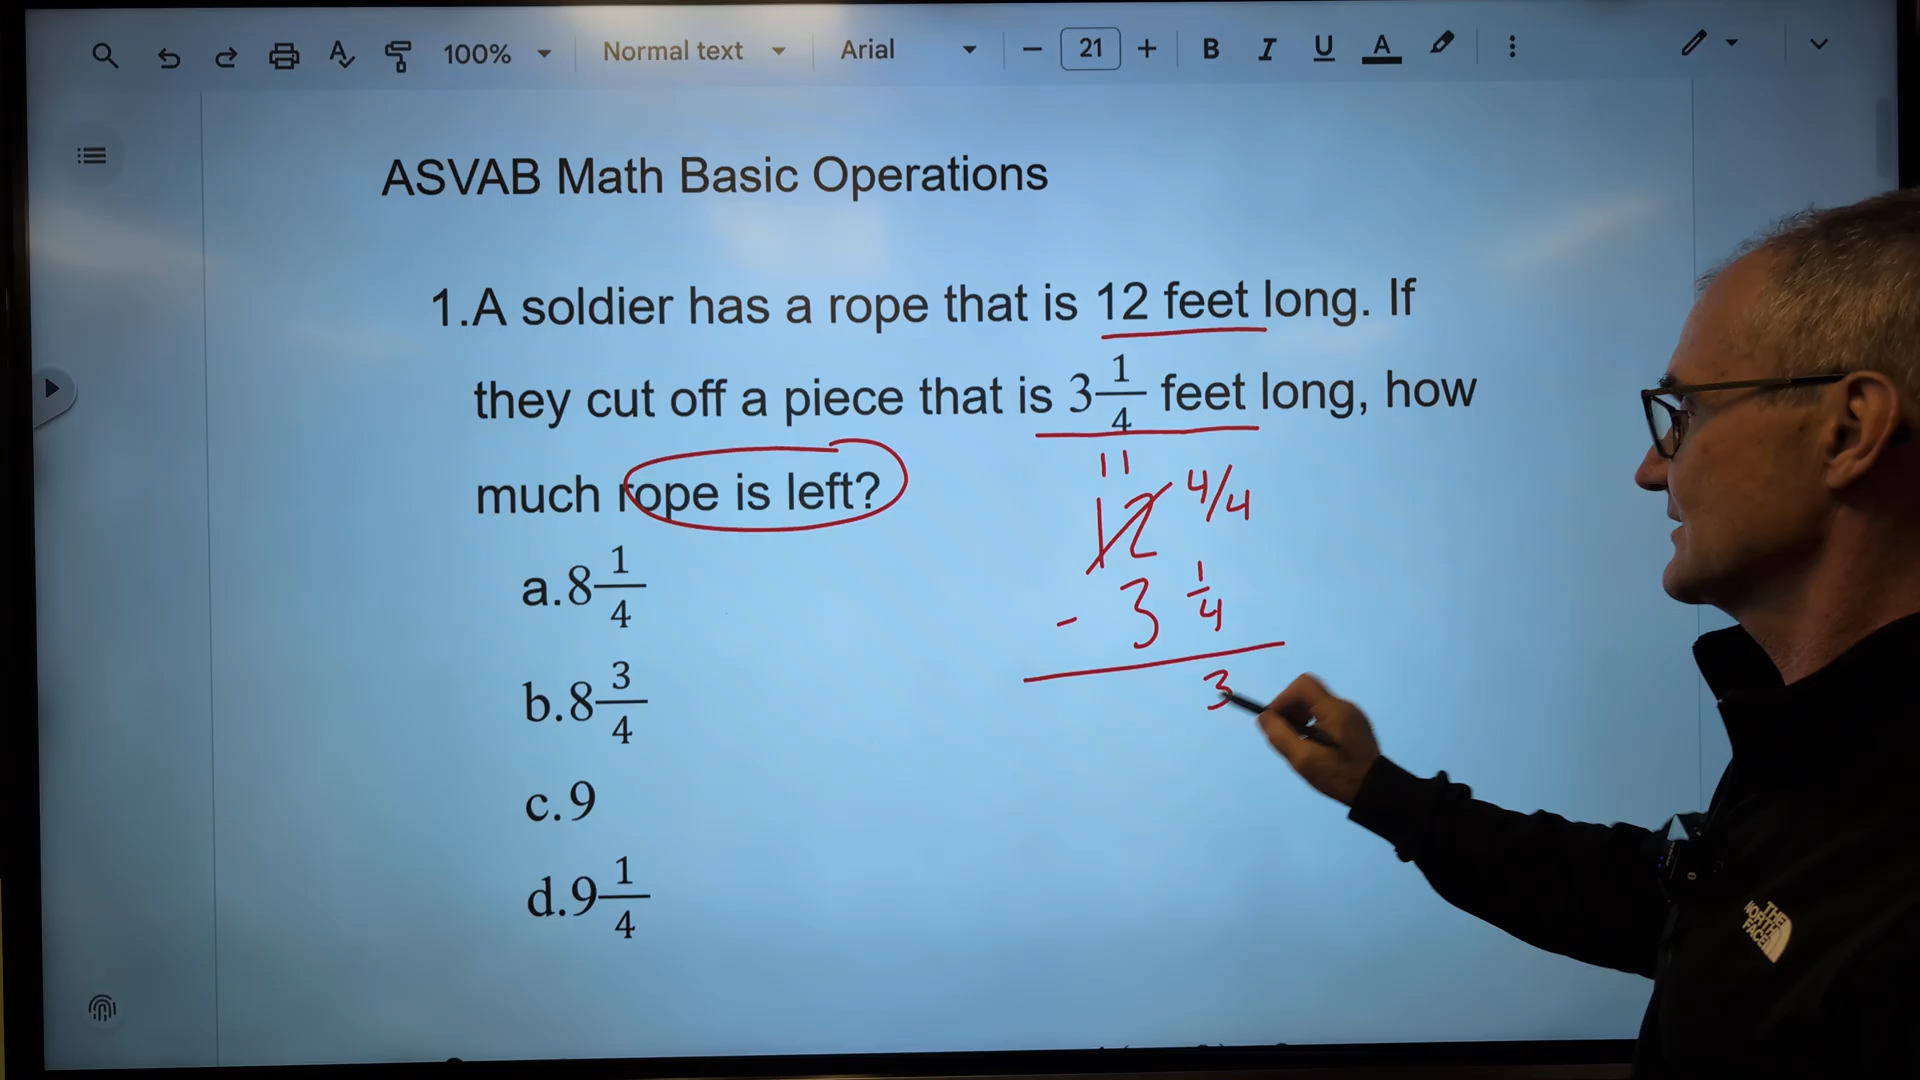 100% Normal text Arial − 21 + B I U A
ASVAB Math Basic Operations
1.A soldier has a rope that is 12 feet long. If
they cut off a piece that is 3 1/4 feet long, how
much rope is left?
11
12 4/4
- 3 1/4
3
a.8 1/4
b.8 3/4
c.9
d.9 1/4
THE
NORTH
FACE